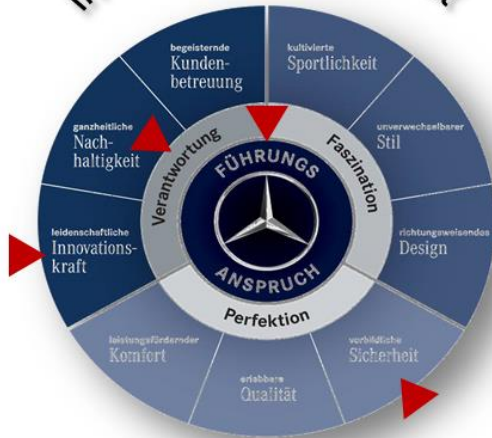 begeisternde
Kunden-
betreuung
kultivierte
Sportlichkeit
ganzheitliche
Nach-
haltigkeit
unverwechselbarer
Stil
leidenschaftliche
Innovations-
kraft
richtungsweisendes
Design
leistungsfördernder
Komfort
erlebbare
Qualität
vorbildliche
Sicherheit
Verantwortung
Faszination
Perfektion
FÜHRUNGS
ANSPRUCH